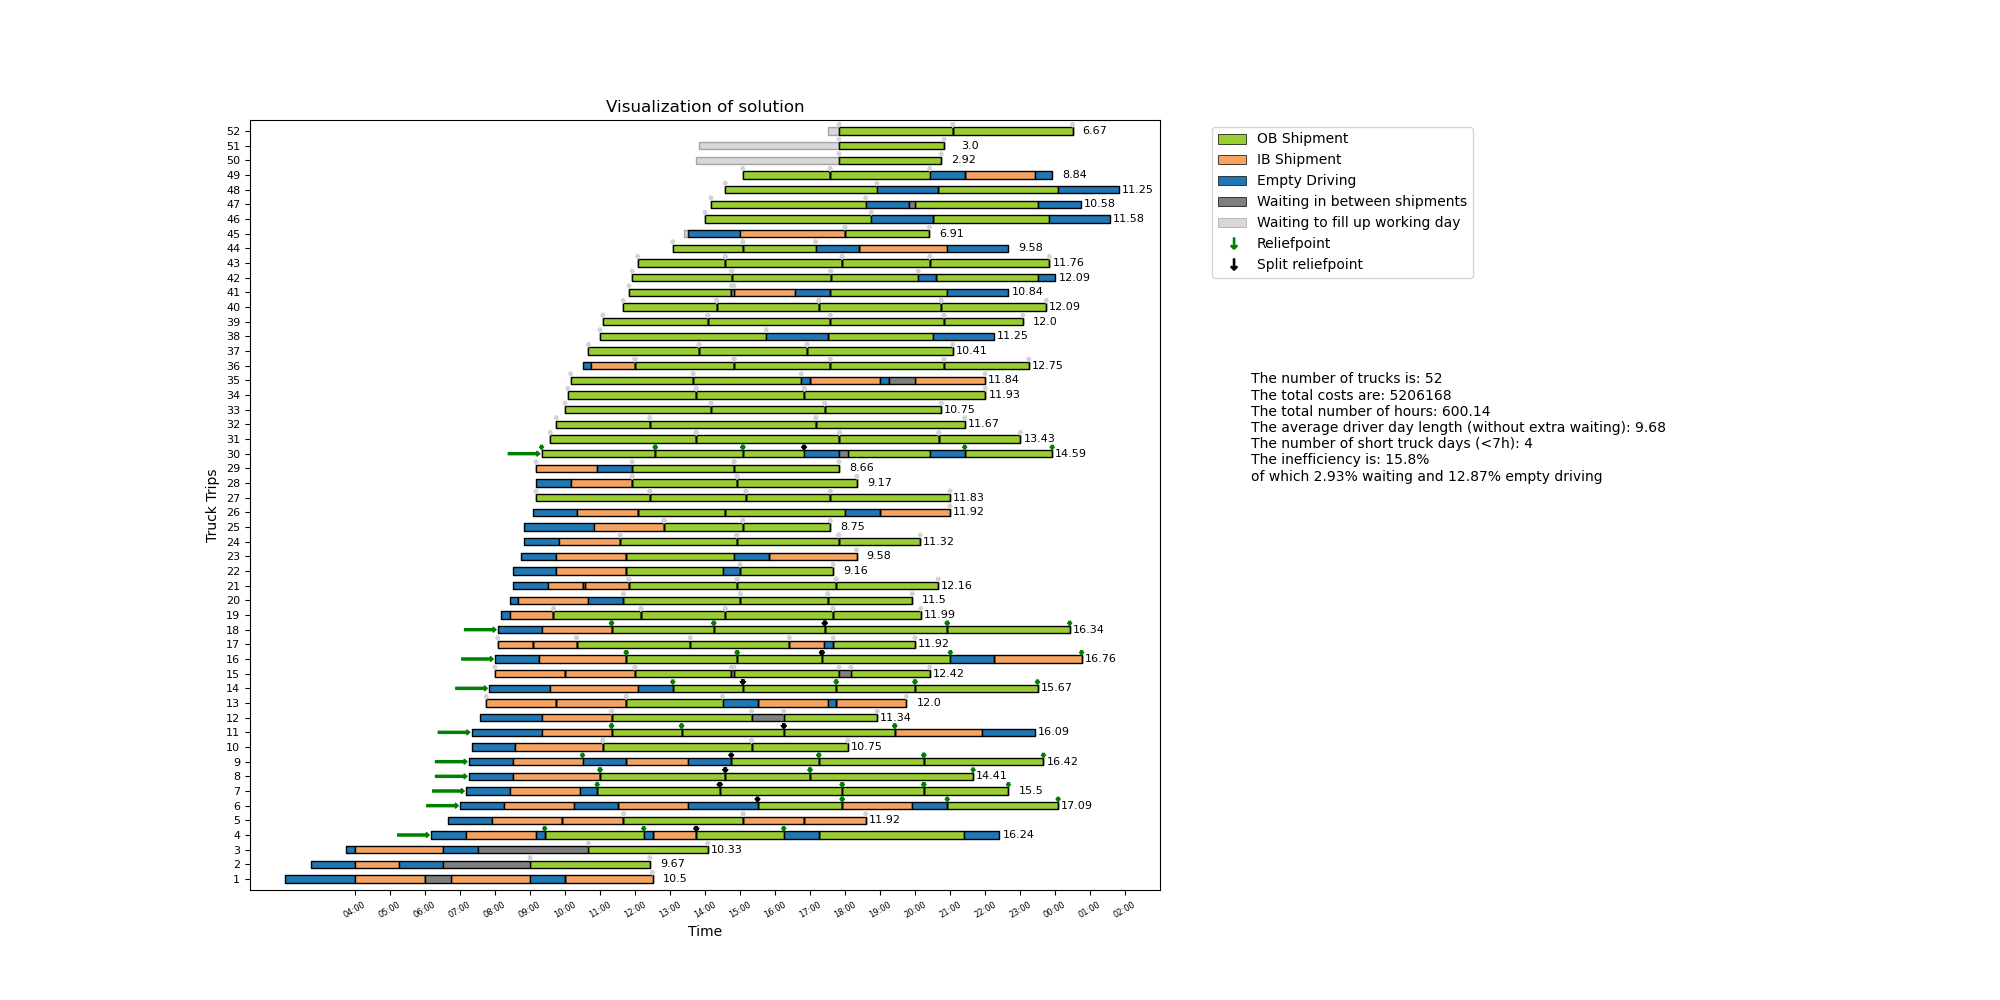 Visualization of solution
52 6.67
51 3.0
50 2.92
49 8.84
48 11.25
47 10.58
46 11.58
45 6.91
44 9.58
43 11.76
42 12.09
41 10.84
40 12.09
39 12.0
38 11.25
37 10.41
36 12.75
35 11.84
34 11.93
33 10.75
32 11.67
31 13.43
30 14.59
29 8.66
28 9.17
27 11.83
26 11.92
25 8.75
24 11.32
23 9.58
22 9.16
21 12.16
20 11.5
19 11.99
18 16.34
17 11.92
16 16.76
15 12.42
14 15.67
13 12.0
12 11.34
11 16.09
10 10.75
9 16.42
8 14.41
7 15.5
6 17.09
5 11.92
4 16.24
3 10.33
2 9.67
1 10.5
Truck Trips
04:00 05:00 06:00 07:00 08:00 09:00 10:00 11:00 12:00 13:00 14:00 15:00 16:00 17:00 18:00 19:00 20:00 21:00 22:00 23:00 00:00 01:00 02:00
Time
OB Shipment
IB Shipment
Empty Driving
Waiting in between shipments
Waiting to fill up working day
Reliefpoint
Split reliefpoint
The number of trucks is: 52
The total costs are: 5206168
The total number of hours: 600.14
The average driver day length (without extra waiting): 9.68
The number of short truck days (<7h): 4
The inefficiency is: 15.8%
of which 2.93% waiting and 12.87% empty driving